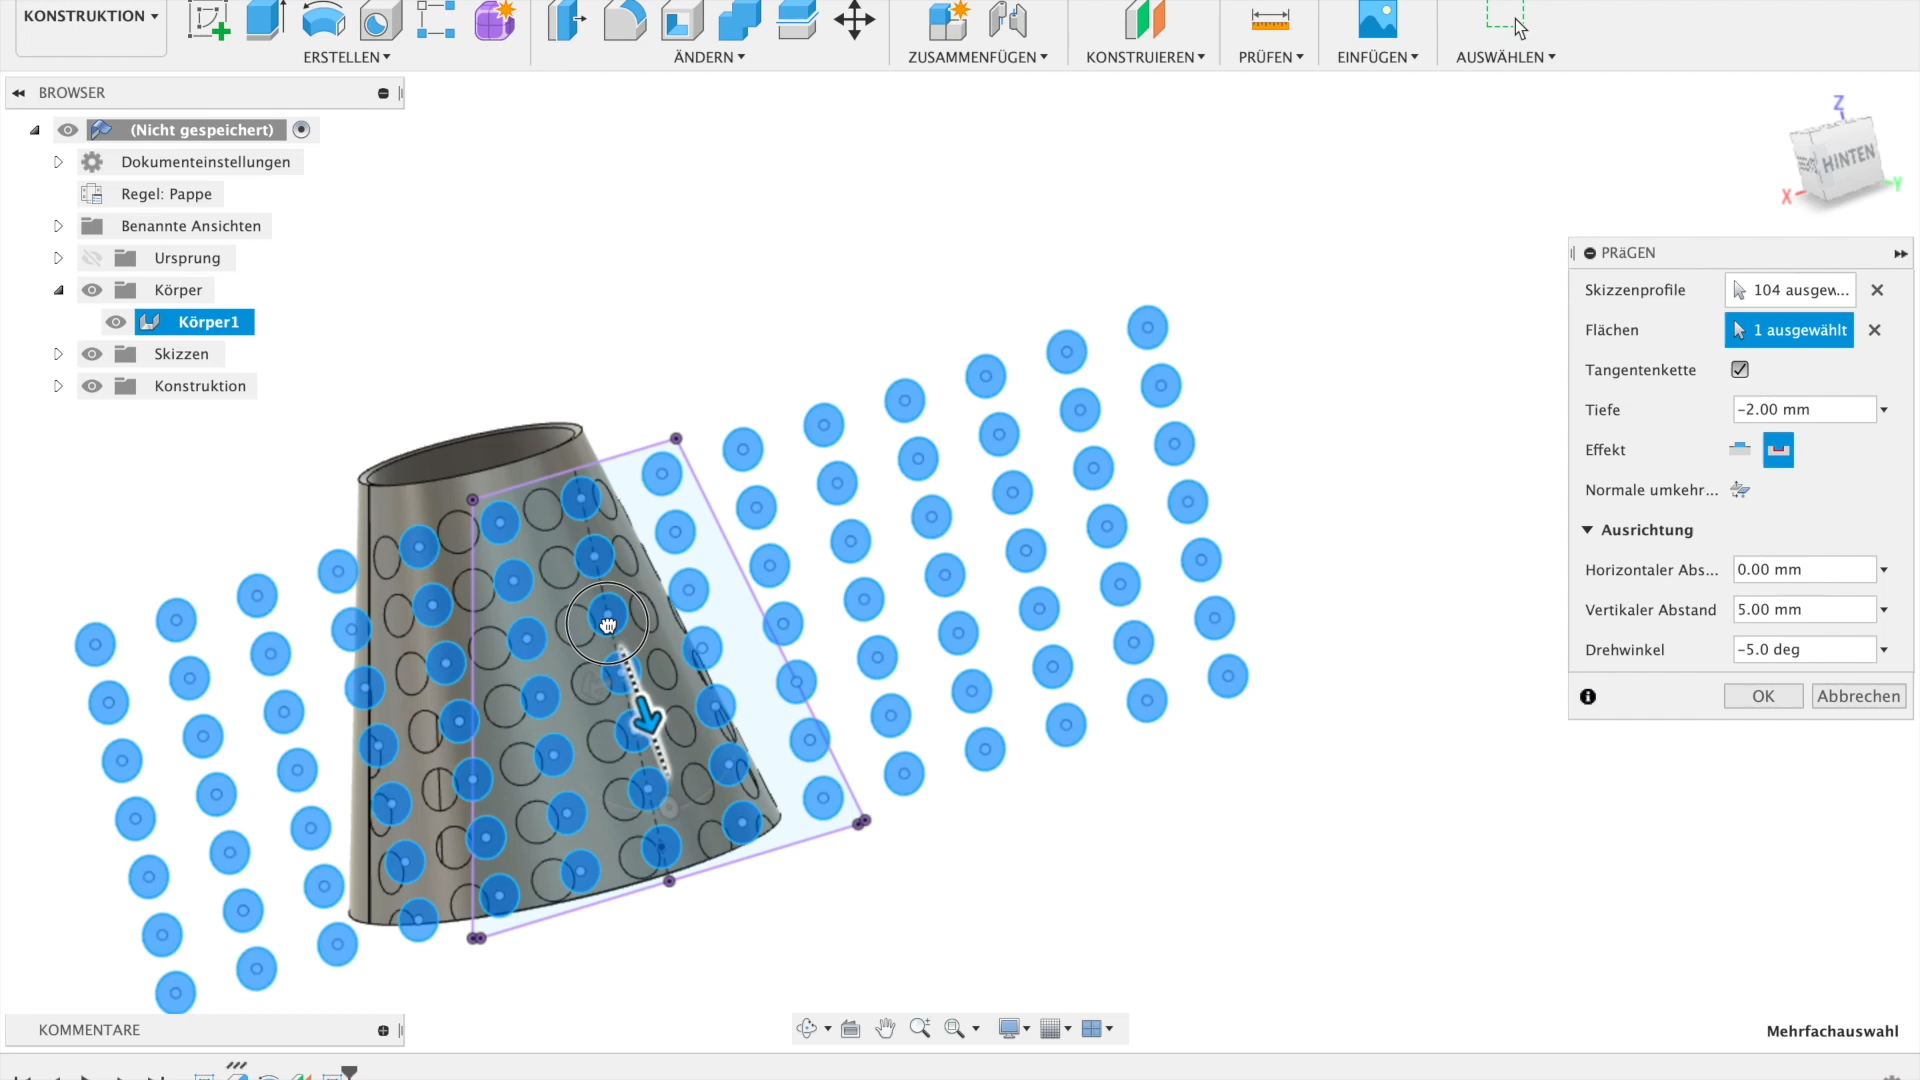 KONSTRUKTION
ERSTELLEN
ÄNDERN
ZUSAMMENFÜGEN
KONSTRUIEREN
PRÜFEN
EINFÜGEN
AUSWÄHLEN
BROWSER
(Nicht gespeichert)
Dokumenteinstellungen
Regel: Pappe
Benannte Ansichten
Ursprung
Körper
Körper1
Skizzen
Konstruktion
Z
HINTEN
X
Y
PRäGEN
Skizzenprofile
104 ausgew...
Flächen
1 ausgewählt
Tangentenkette
Tiefe
-2.00 mm
Effekt
Normale umkehr...
Ausrichtung
Horizontaler Abs...
0.00 mm
Vertikaler Abstand
5.00 mm
Drehwinkel
-5.0 deg
OK
Abbrechen
KOMMENTARE
Mehrfachauswahl